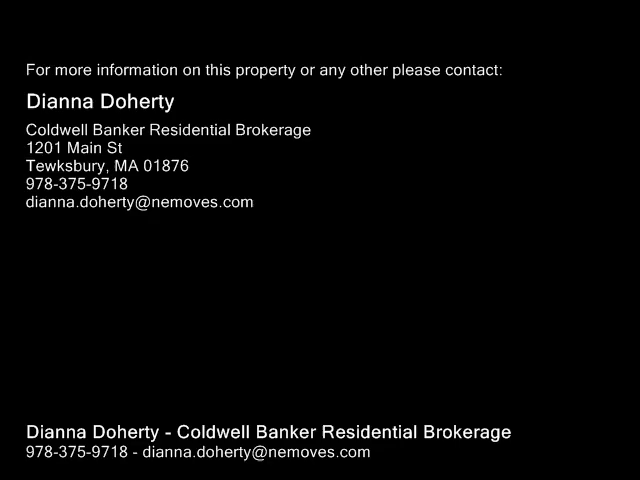 For more information on this property or any other please contact:
Dianna Doherty
Coldwell Banker Residential Brokerage
1201 Main St
Tewksbury, MA 01876
978-375-9718
dianna.doherty@nemoves.com
Dianna Doherty - Coldwell Banker Residential Brokerage
978-375-9718 - dianna.doherty@nemoves.com